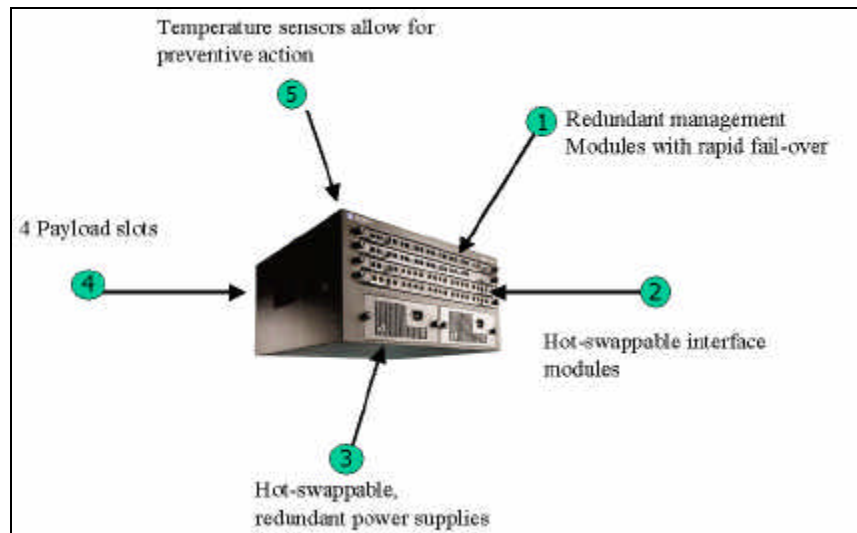 Temperature sensors allow for
preventive action
5
1
Redundant management
Modules with rapid fail-over
4 Payload slots
4
2
Hot-swappable interface
modules
3
Hot-swappable,
redundant power supplies